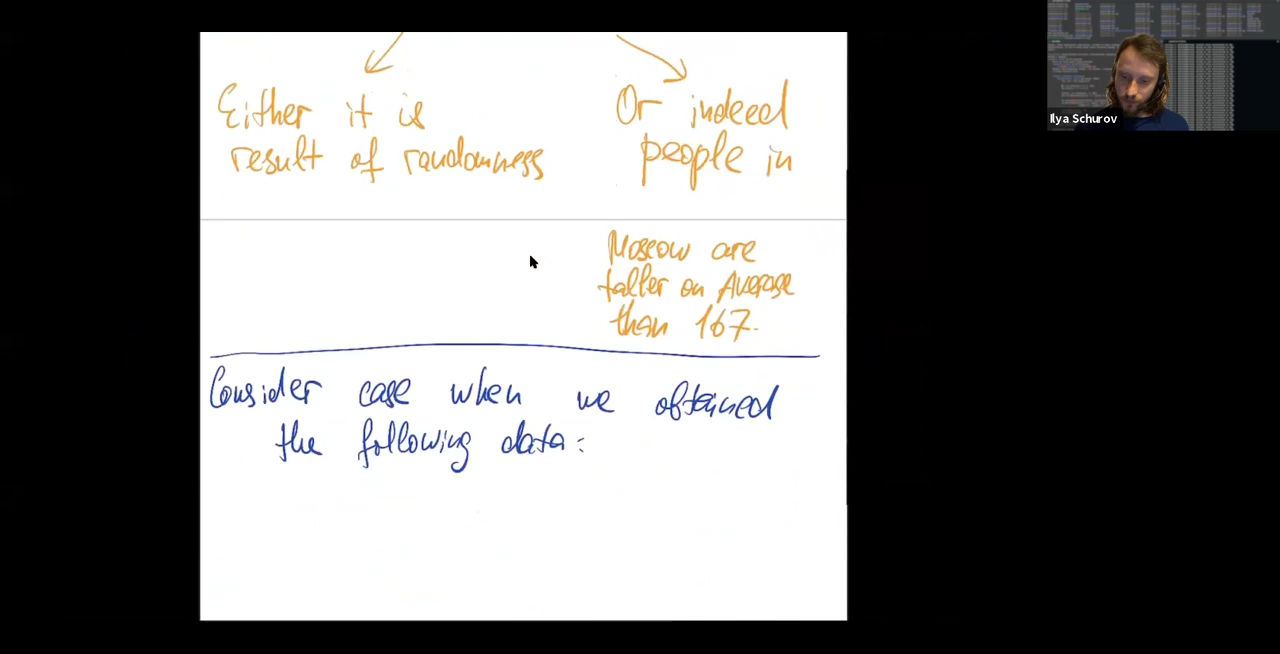 Either it is
result of randomness
Or indeed
people in
Moscow are
taller on Average
than 167.
Consider case when we obtained
the following data:
Ilya Schurov